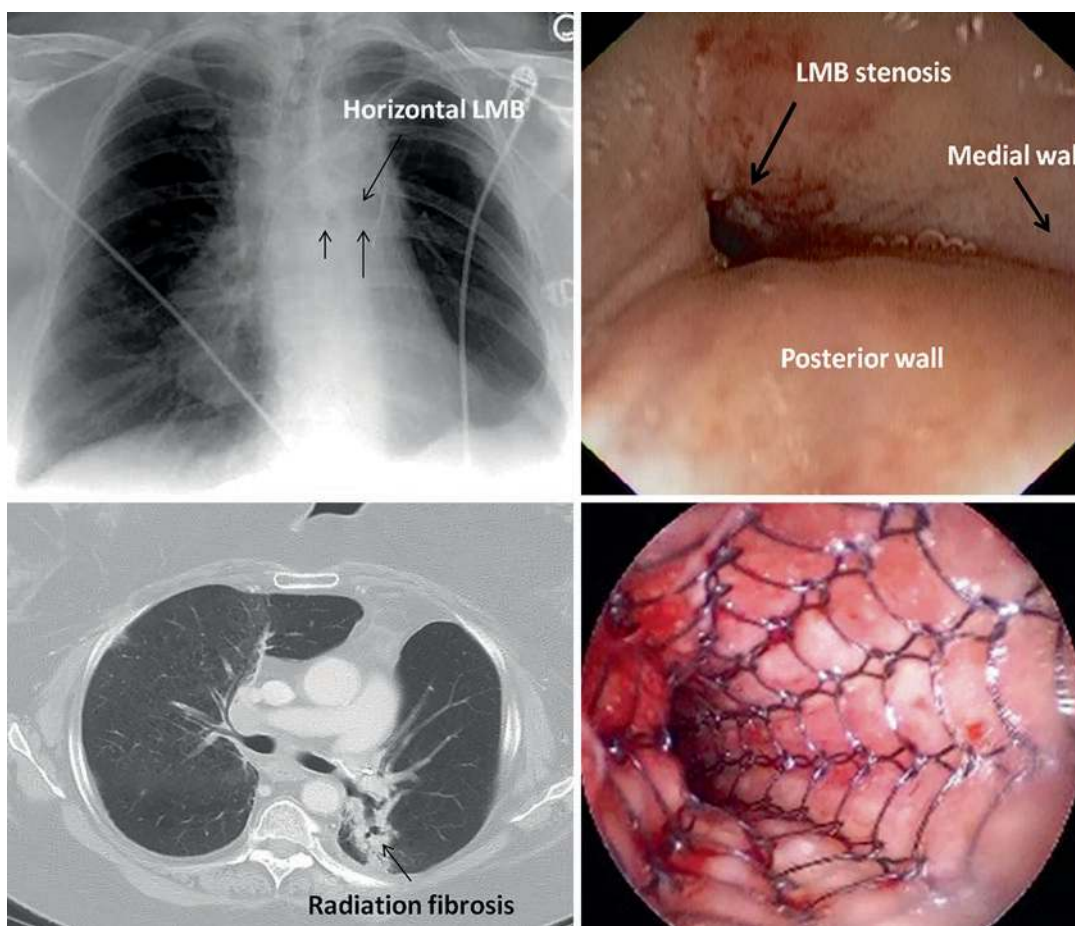 Horizontal LMB
LMB stenosis
Medial wal
Posterior wall
Radiation fibrosis